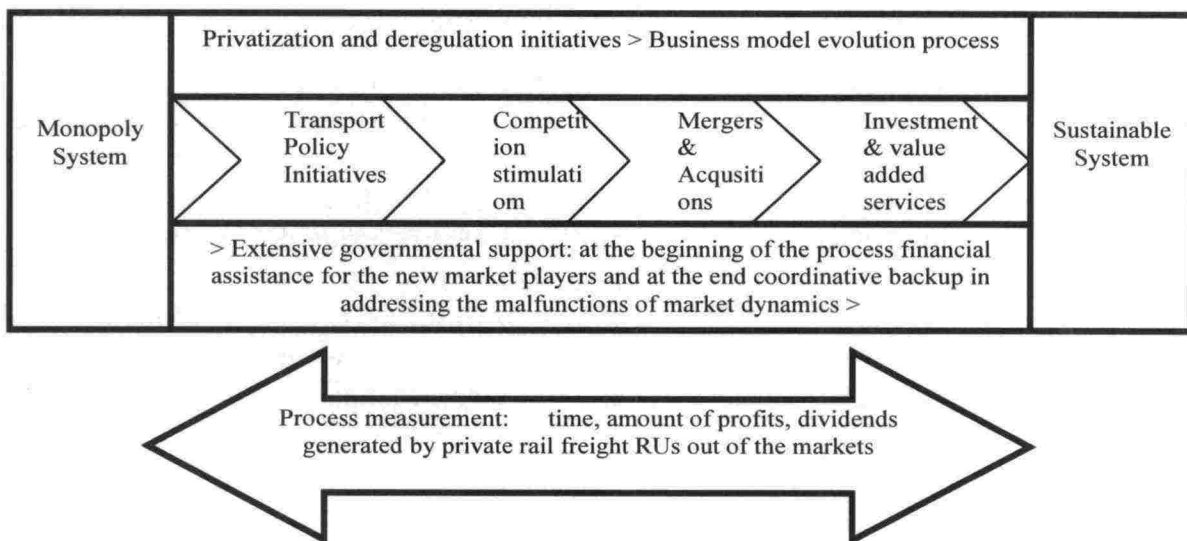 Privatization and deregulation initiatives > Business model evolution process
Monopoly
System
Transport
Policy
Initiatives
Competit
ion
stimulati
om
Mergers
&
Acqusiti
ons
Investment
& value
added
services
Sustainable
System
> Extensive governmental support: at the beginning of the process financial
assistance for the new market players and at the end coordinative backup in
addressing the malfunctions of market dynamics >
Process measurement: time, amount of profits, dividends
generated by private rail freight RUs out of the markets